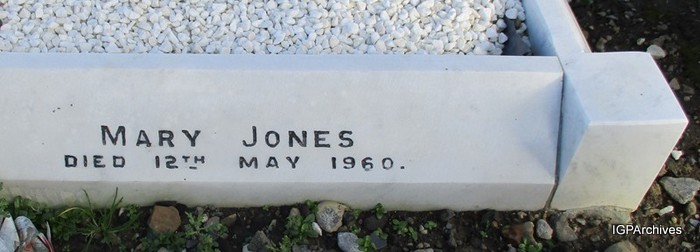 MARY JONES
DIED 12TH MAY 1960.
IGPArchives